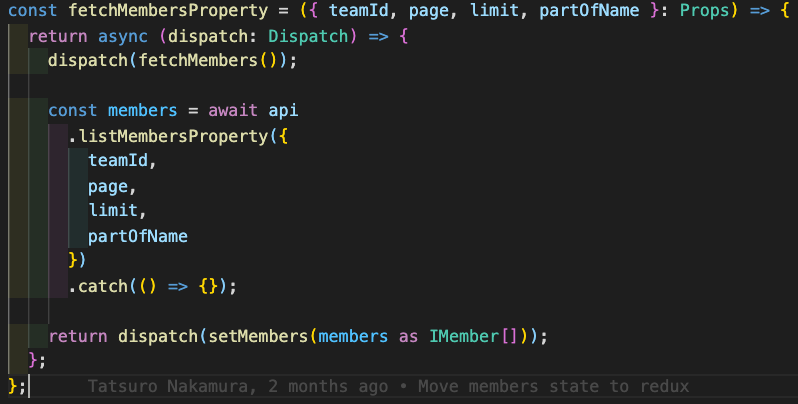 const fetchMembersProperty = ({ teamId, page, limit, partOfName }: Props) => {
return async (dispatch: Dispatch) => {
dispatch(fetchMembers());
const members = await api
.listMembersProperty({
teamId,
page,
limit,
partOfName
})
.catch(() => {});
return dispatch(setMembers(members as IMember[]));
};
};    Tatsuro Nakamura, 2 months ago • Move members state to redux